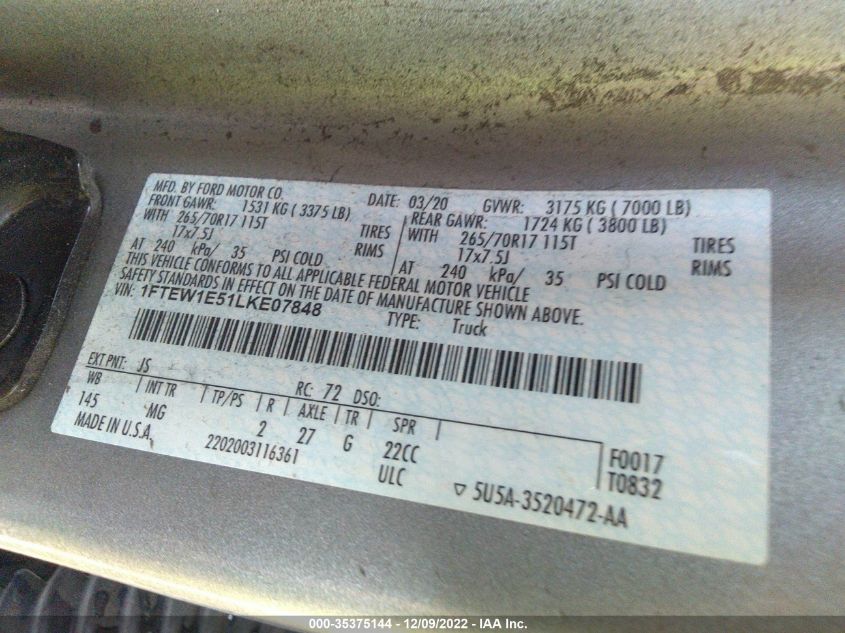 MFD. BY FORD MOTOR CO.
DATE: 03/20 GVWR: 3175 KG ( 7000 LB)
FRONT GAWR: 1531 KG ( 3375 LB)
WITH 265/70R17 115T TIRES
17x7.5J RIMS
AT 240 kPa/ 35 PSI COLD
REAR GAWR: 1724 KG ( 3800 LB)
WITH 265/70R17 115T TIRES
17x7.5J RIMS
AT 240 kPa/ 35 PSI COLD
THIS VEHICLE CONFORMS TO ALL APPLICABLE FEDERAL MOTOR VEHICLE
SAFETY STANDARDS IN EFFECT ON THE DATE OF MANUFACTURE SHOWN ABOVE.
VIN: 1FTEW1E51LKE07848 TYPE: Truck
EXT PNT: JS RC: 72 DSO:
WB INT TR TP/PS R AXLE TR SPR
145 MG 2 27 G 22CC
MADE IN U.S.A. 2202003116361 ULC
F0017
T0832
5U5A-3520472-AA
000-35375144 - 12/09/2022 - IAA Inc.